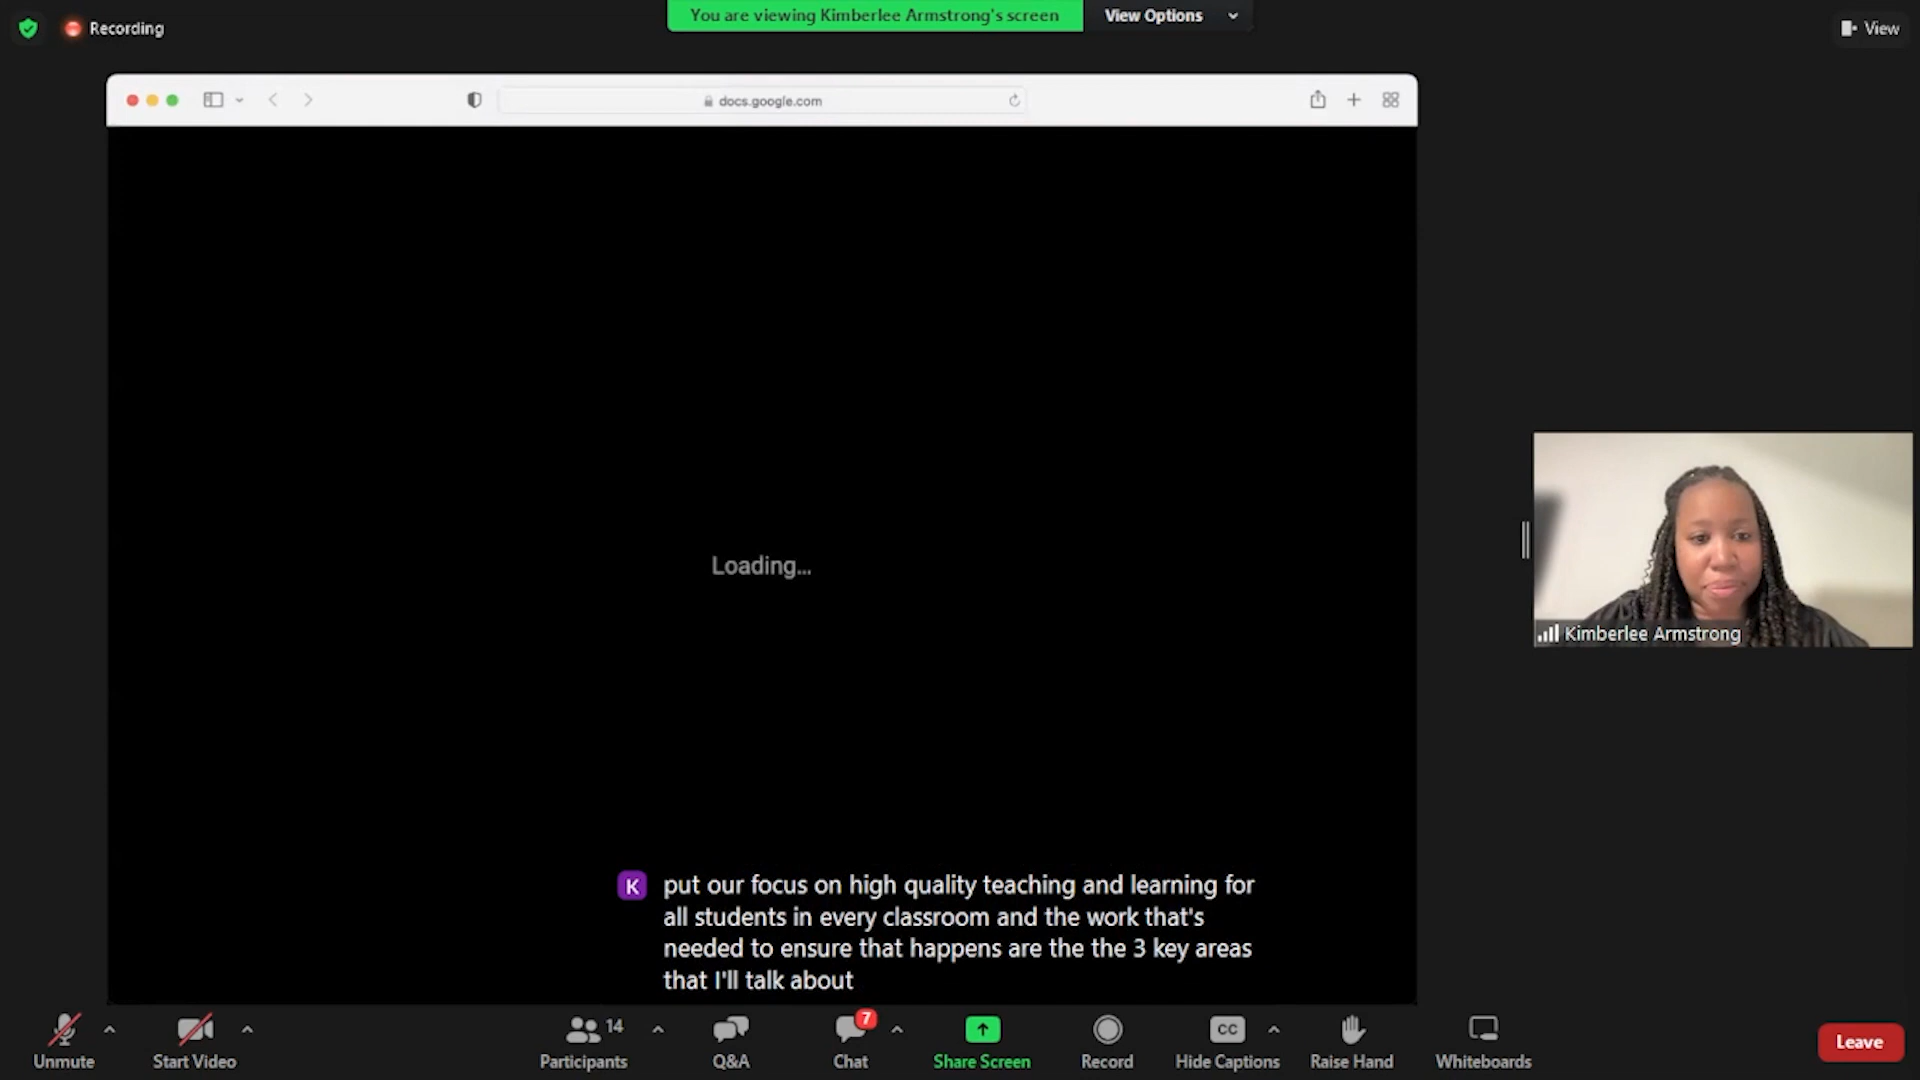 Recording
You are viewing Kimberlee Armstrong's screen
View Options
View
docs.google.com
Loading...
Kimberlee Armstrong
K
put our focus on high quality teaching and learning for
all students in every classroom and the work that's
needed to ensure that happens are the the 3 key areas
that I'll talk about
Unmute
Start Video
14
Participants
Q&A
7
Chat
Share Screen
Record
CC
Hide Captions
Raise Hand
Whiteboards
Leave